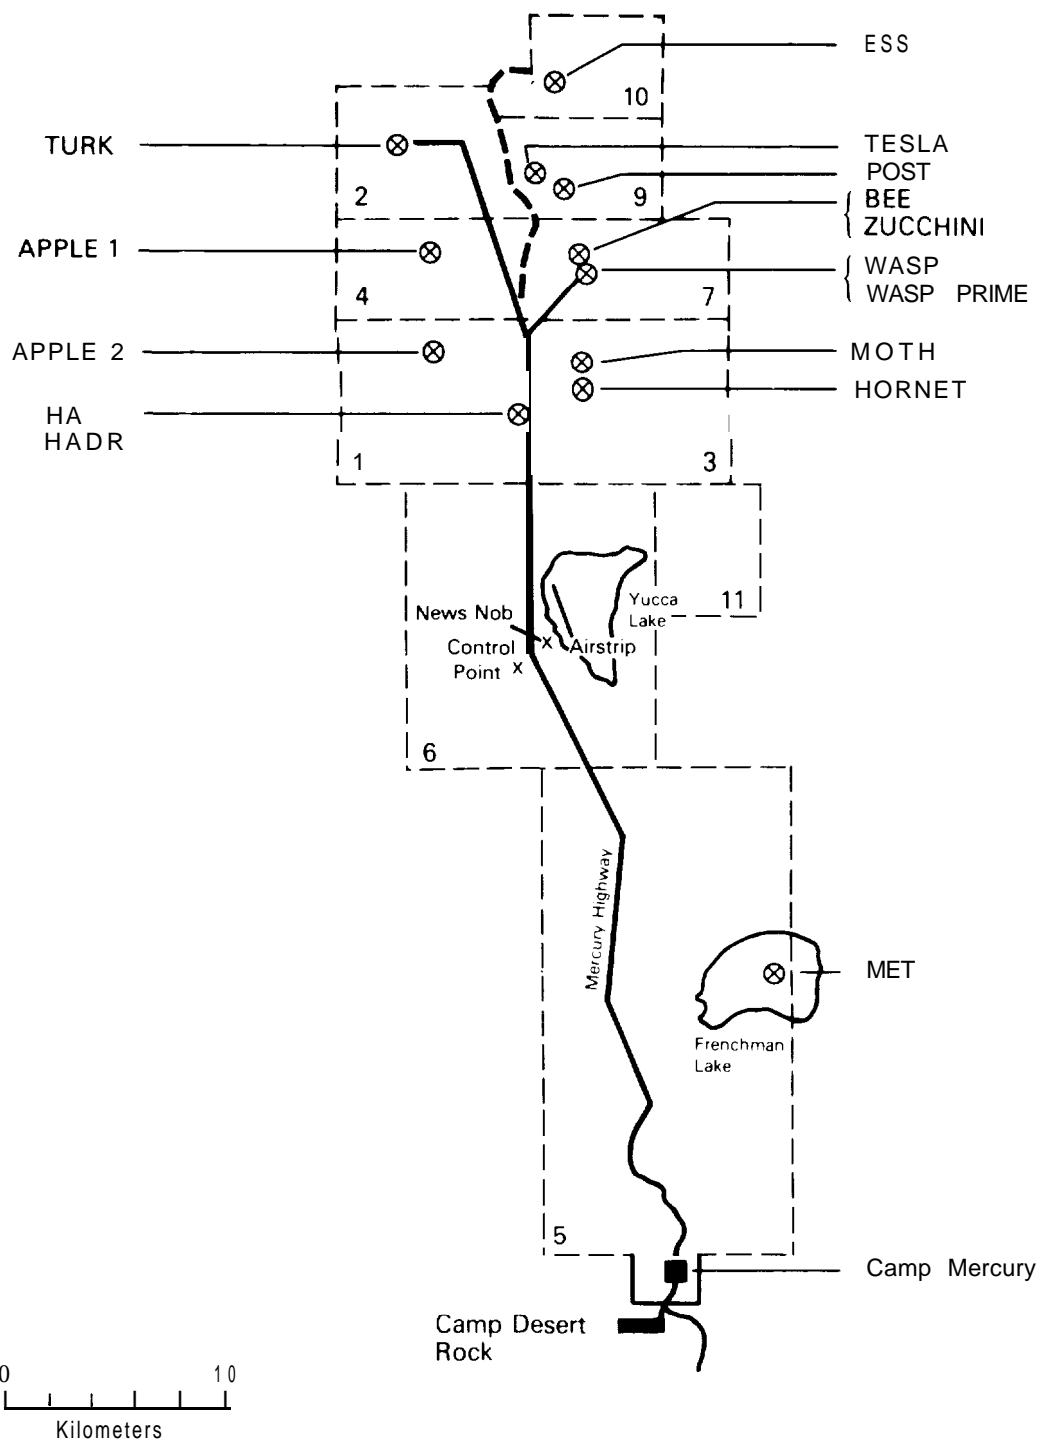 ESS
10
TURK
TESLA
POST
2
9
BEE
ZUCCHINI
APPLE 1
WASP
WASP PRIME
4
7
APPLE 2
MOTH
HORNET
HA
HADR
1
3
Yucca
Lake
11
News Nob
Control
Point
x
x
Airstrip
6
Mercury Highway
MET
Frenchman
Lake
5
Camp Mercury
Camp Desert
Rock
0 10
Kilometers